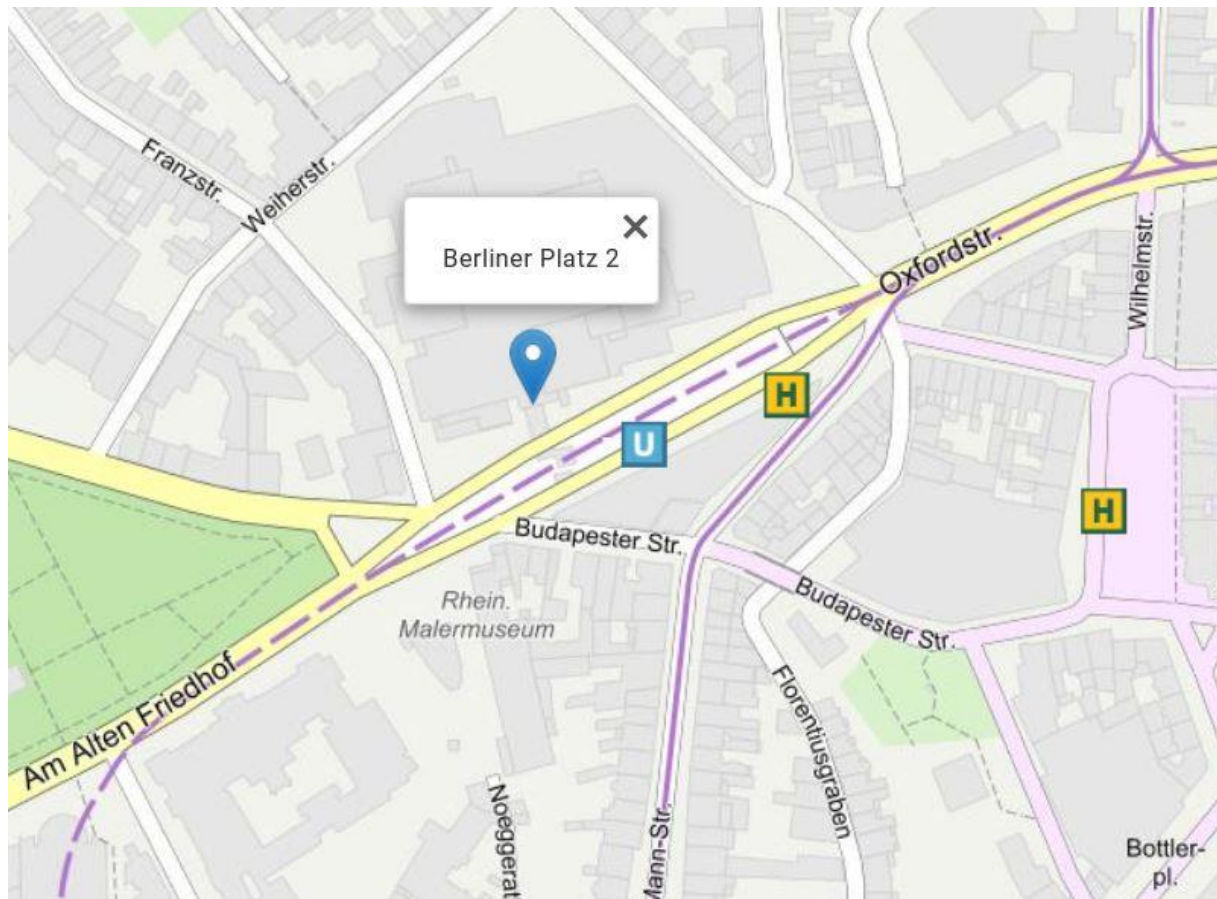 Franzstr.
Weiherstr.
Berliner Platz 2
Oxfordstr.
Wilhelmstr.
H
U
H
Budapester Str.
Rhein.
Malermuseum
Budapester Str.
Am Alten Friedhof
Florentiusgraben
Noeggerat
Mann-Str.
Bottler-
pl.